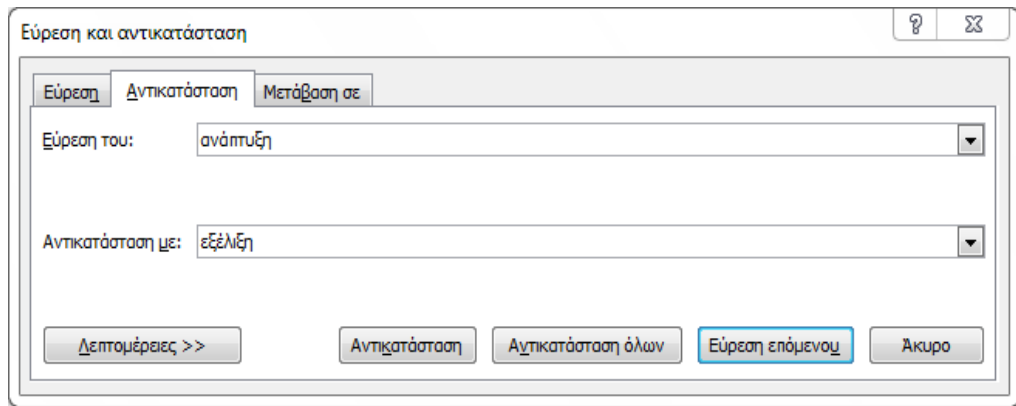 Εύρεση και αντικατάσταση
Εύρεση Αντικατάσταση Μετάβαση σε
Εύρεση του: ανάπτυξη
Αντικατάσταση με: εξέλιξη
Λεπτομέρειες >> Αντικατάσταση Αντικατάσταση όλων Εύρεση επόμενου Άκυρο